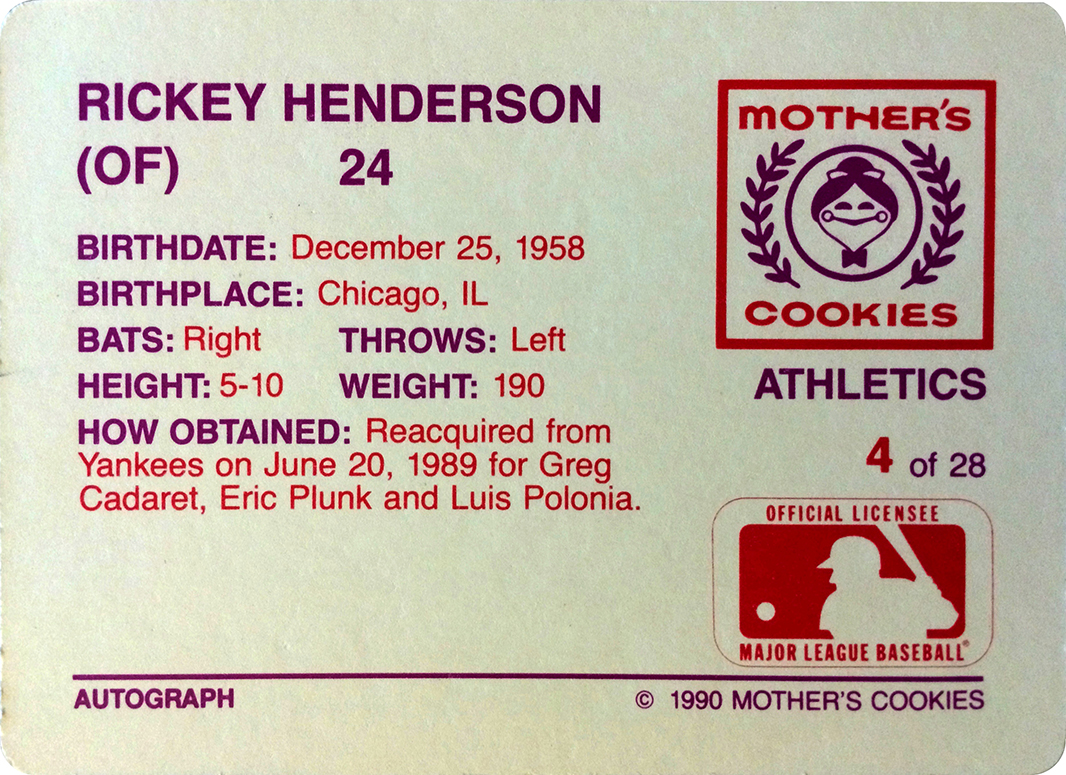 RICKEY HENDERSON
(OF) 24
BIRTHDATE: December 25, 1958
BIRTHPLACE: Chicago, IL
BATS: Right THROWS: Left
HEIGHT: 5-10 WEIGHT: 190
HOW OBTAINED: Reacquired from
Yankees on June 20, 1989 for Greg
Cadaret, Eric Plunk and Luis Polonia.
MOTHER'S
COOKIES
ATHLETICS
4 of 28
OFFICIAL LICENSEE
MAJOR LEAGUE BASEBALL®
AUTOGRAPH
© 1990 MOTHER'S COOKIES